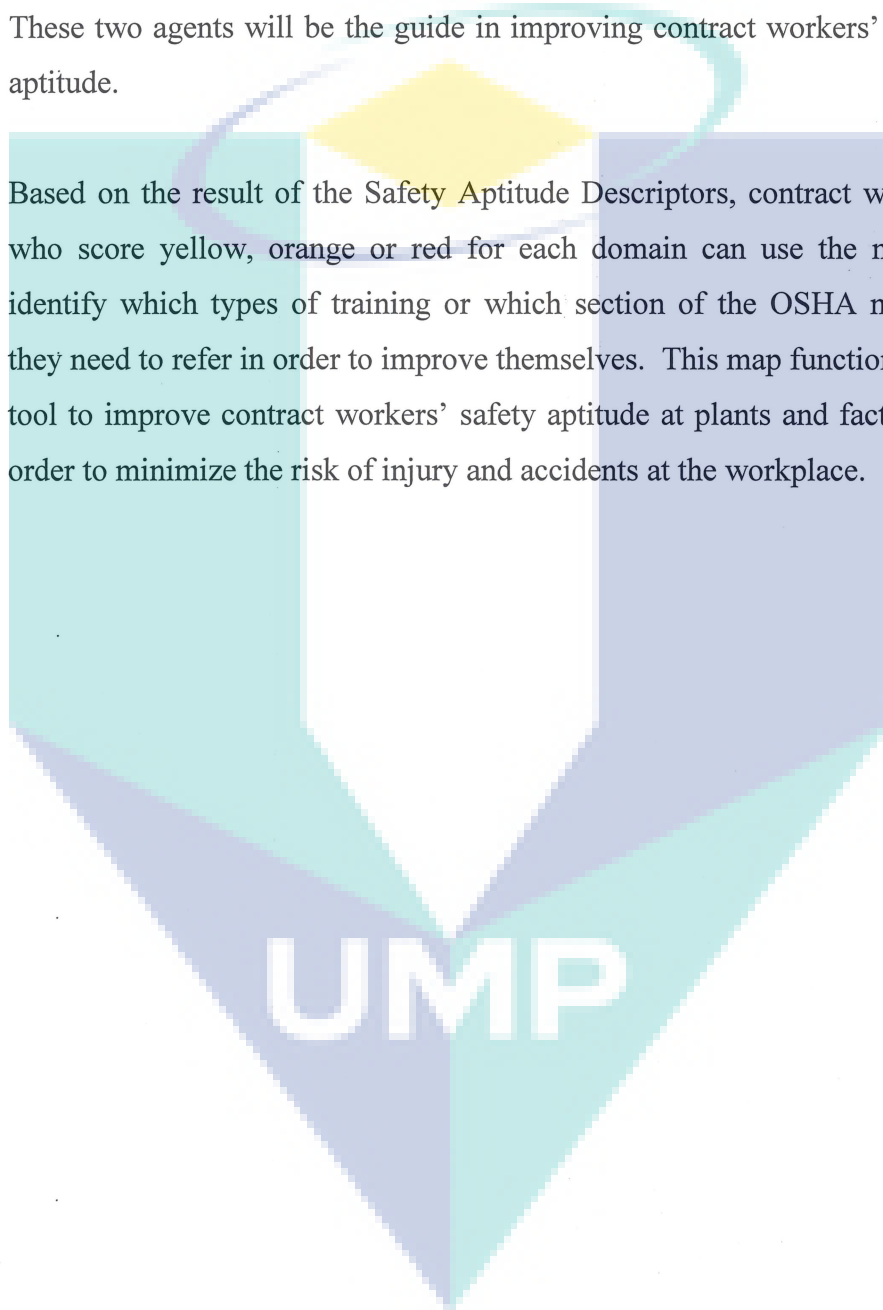 These two agents will be the guide in improving contract workers’
aptitude.
Based on the result of the Safety Aptitude Descriptors, contract
who score yellow, orange or red for each domain can use the
identify which types of training or which section of the OSHA
they need to refer in order to improve themselves. This map
tool to improve contract workers’ safety aptitude at plants and
order to minimize the risk of injury and accidents at the workplace.
UMP